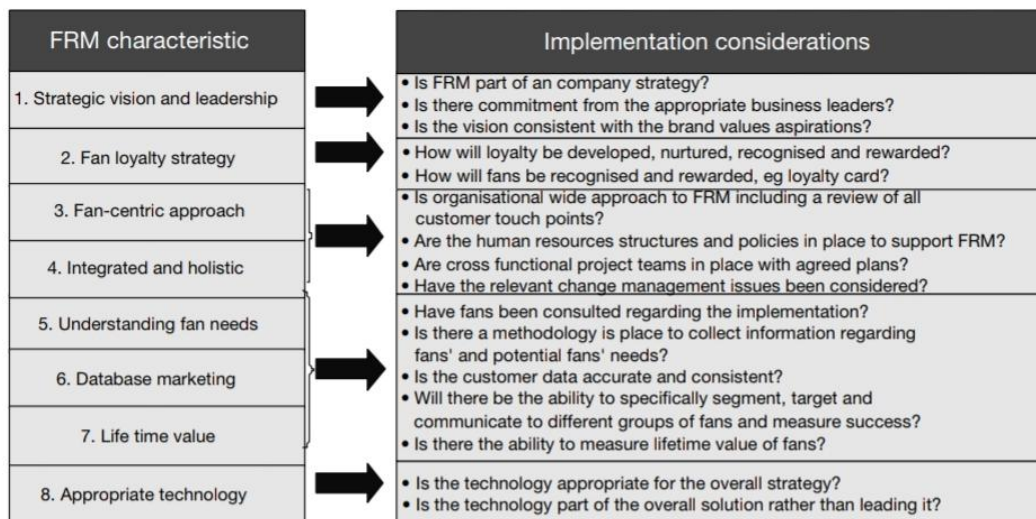 FRM characteristic
Implementation considerations
1. Strategic vision and leadership
• Is FRM part of an company strategy?
• Is there commitment from the appropriate business leaders?
• Is the vision consistent with the brand values aspirations?
2. Fan loyalty strategy
• How will loyalty be developed, nurtured, recognised and rewarded?
• How will fans be recognised and rewarded, eg loyalty card?
3. Fan-centric approach
4. Integrated and holistic
• Is organisational wide approach to FRM including a review of all
customer touch points?
• Are the human resources structures and policies in place to support FRM?
• Are cross functional project teams in place with agreed plans?
• Have the relevant change management issues been considered?
5. Understanding fan needs
6. Database marketing
7. Life time value
• Have fans been consulted regarding the implementation?
• Is there a methodology is place to collect information regarding
fans' and potential fans' needs?
• Is the customer data accurate and consistent?
• Will there be the ability to specifically segment, target and
communicate to different groups of fans and measure success?
• Is there the ability to measure lifetime value of fans?
8. Appropriate technology
• Is the technology appropriate for the overall strategy?
• Is the technology part of the overall solution rather than leading it?